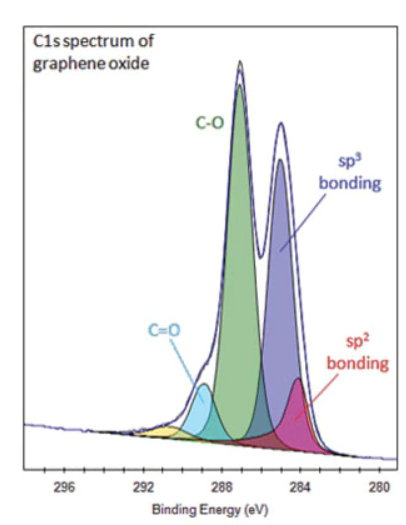 C1s spectrum of
graphene oxide
C-O
sp³
bonding
C=O
sp²
bonding
296 292 288 284 280
Binding Energy (eV)